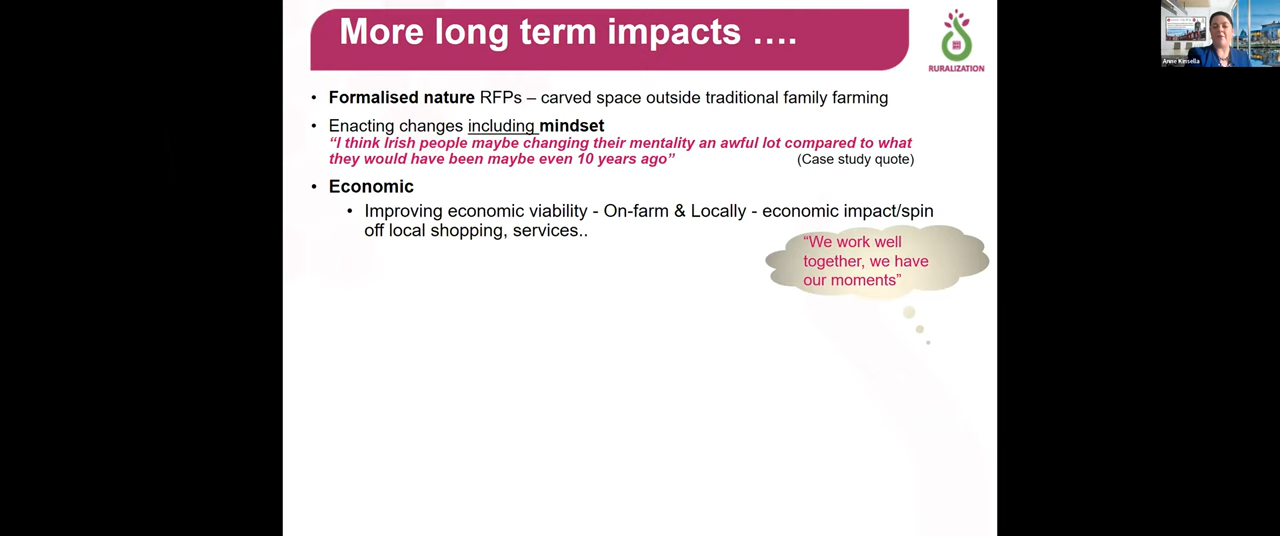 More long term impacts ....
RURALIZATION
Anne Kinsella
• Formalised nature RFPs – carved space outside traditional family farming
• Enacting changes including mindset
“I think Irish people maybe changing their mentality an awful lot compared to what
they would have been maybe even 10 years ago” (Case study quote)
• Economic
• Improving economic viability - On-farm & Locally - economic impact/spin
off local shopping, services..
“We work well
together, we have
our moments”